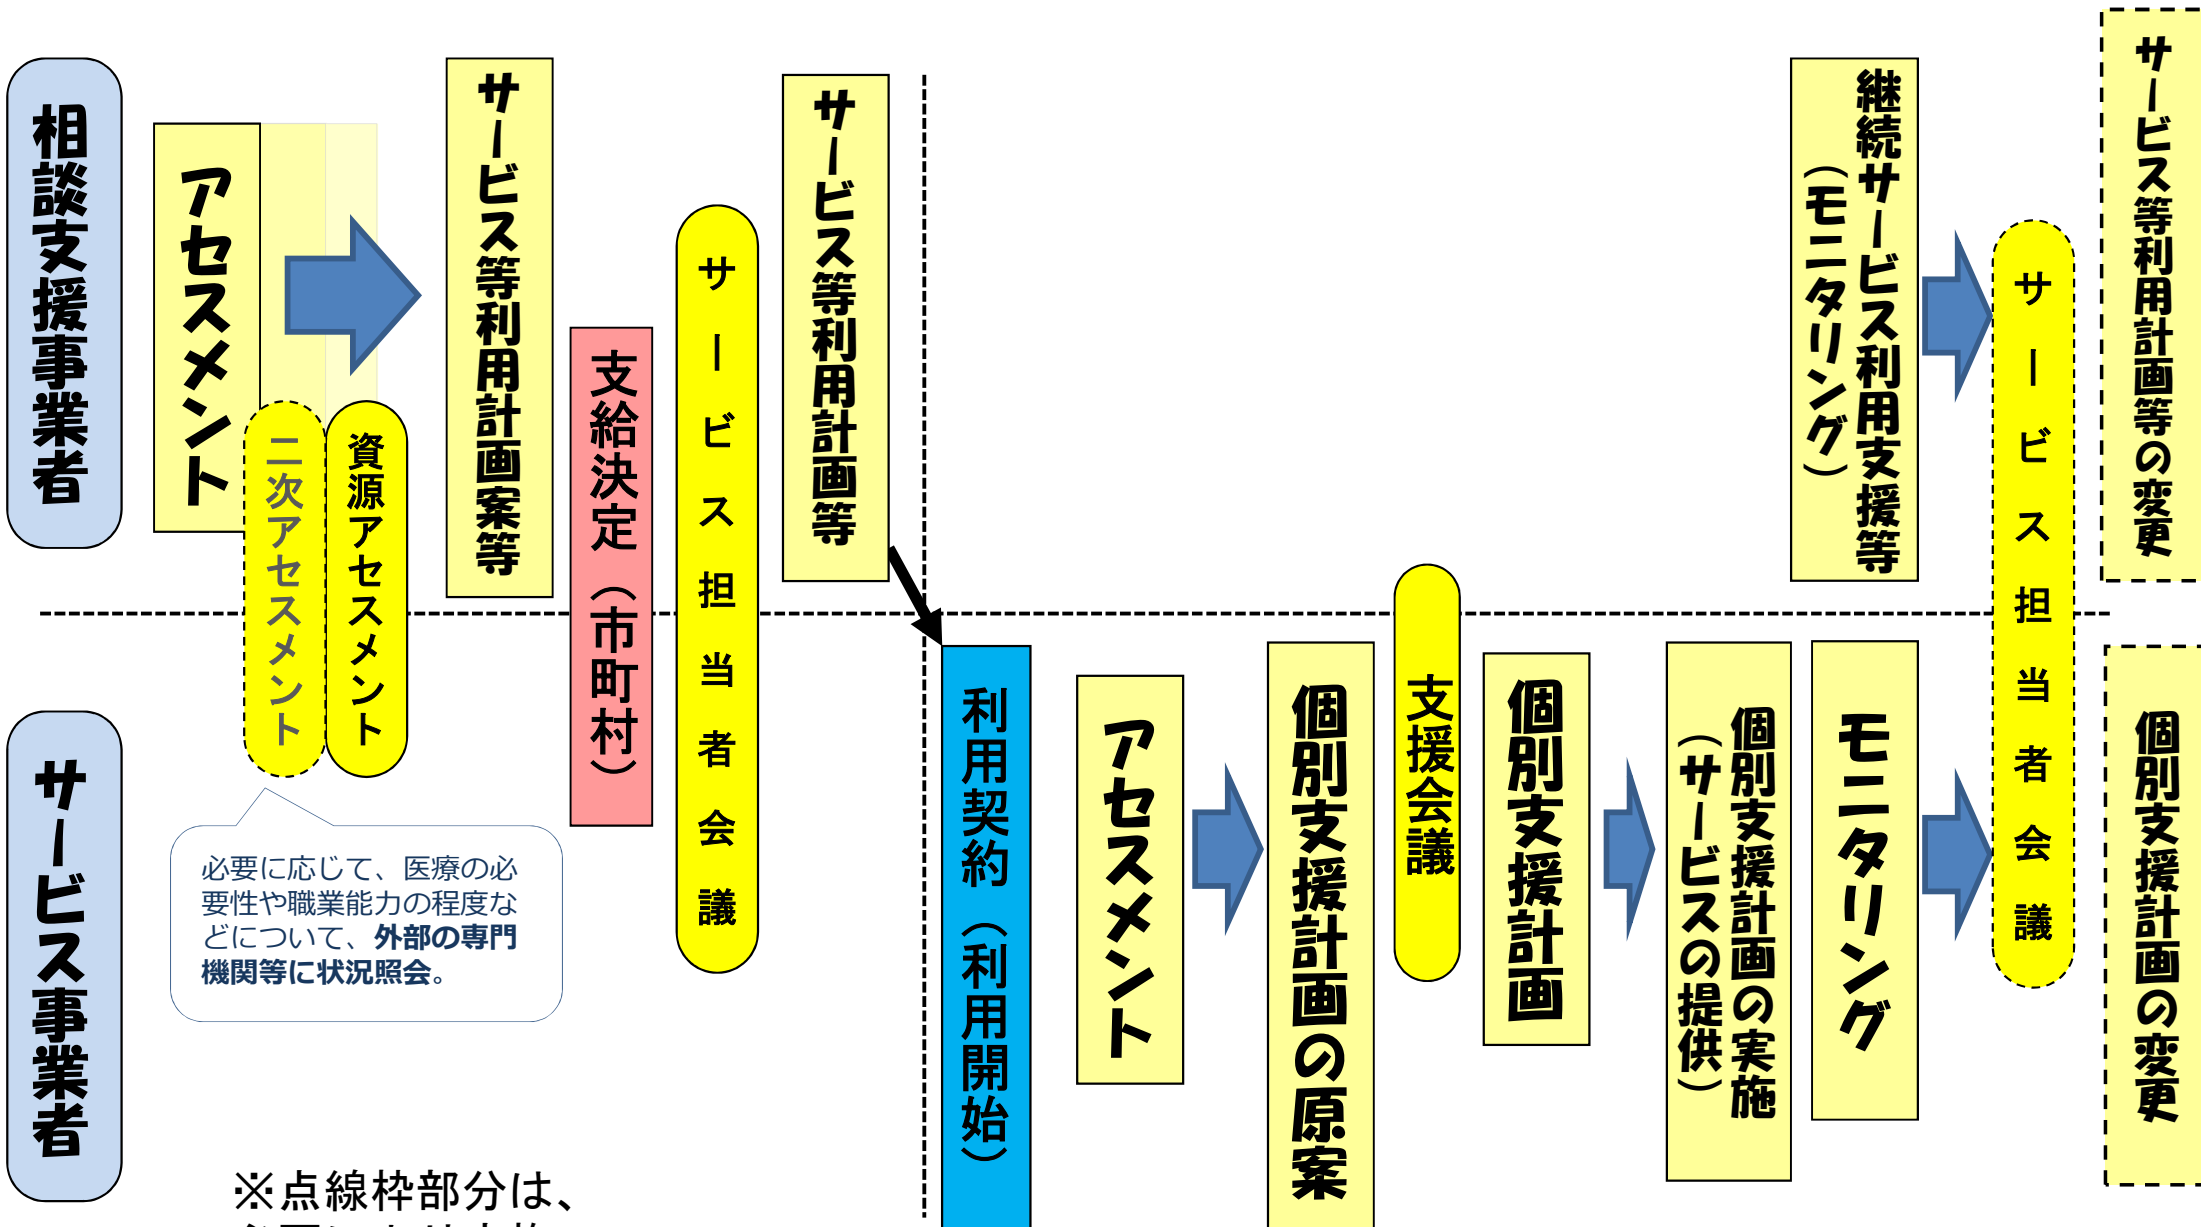 相談支援事業者
アセスメント
二次アセスメント
資源アセスメント
サービス等利用計画案等
支給決定（市町村）
サービス担当者会議
サービス等利用計画等
継続サービス利用支援等
（モニタリング）
サービス担当者会議
サービス等利用計画等の変更
サービス事業者
必要に応じて、医療の必
要性や職業能力の程度な
どについて、外部の専門
機関等に状況照会。
利用契約（利用開始）
アセスメント
個別支援計画の原案
支援会議
個別支援計画
個別支援計画の実施
（サービスの提供）
モニタリング
個別支援計画の変更
※点線枠部分は、